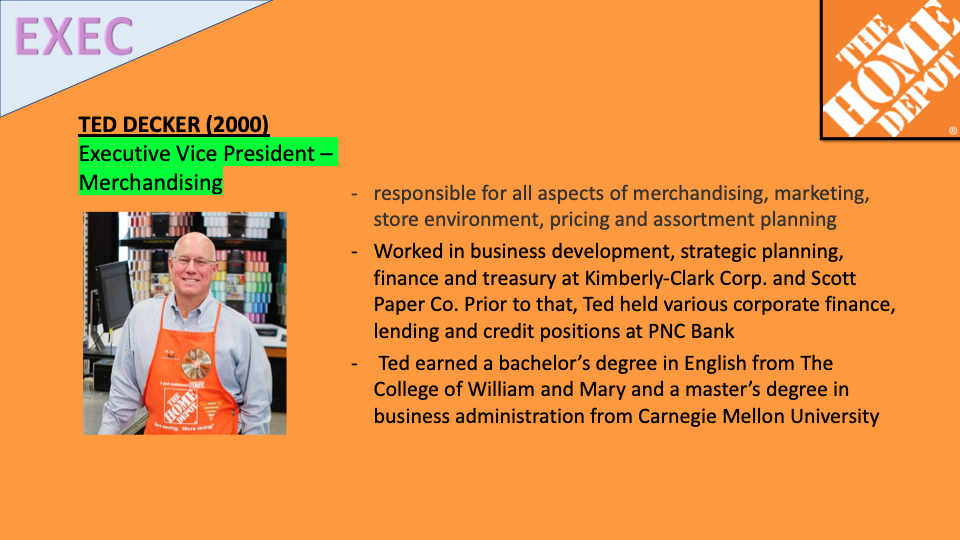 EXEC
THE
HOME
DEPOT
®
TED DECKER (2000)
Executive Vice President –
Merchandising
- responsible for all aspects of merchandising, marketing,
store environment, pricing and assortment planning
- Worked in business development, strategic planning,
finance and treasury at Kimberly-Clark Corp. and Scott
Paper Co. Prior to that, Ted held various corporate finance,
lending and credit positions at PNC Bank
- Ted earned a bachelor’s degree in English from The
College of William and Mary and a master’s degree in
business administration from Carnegie Mellon University
I put customers FIRST
THE
HOME
DEPOT
More saving. More doing.